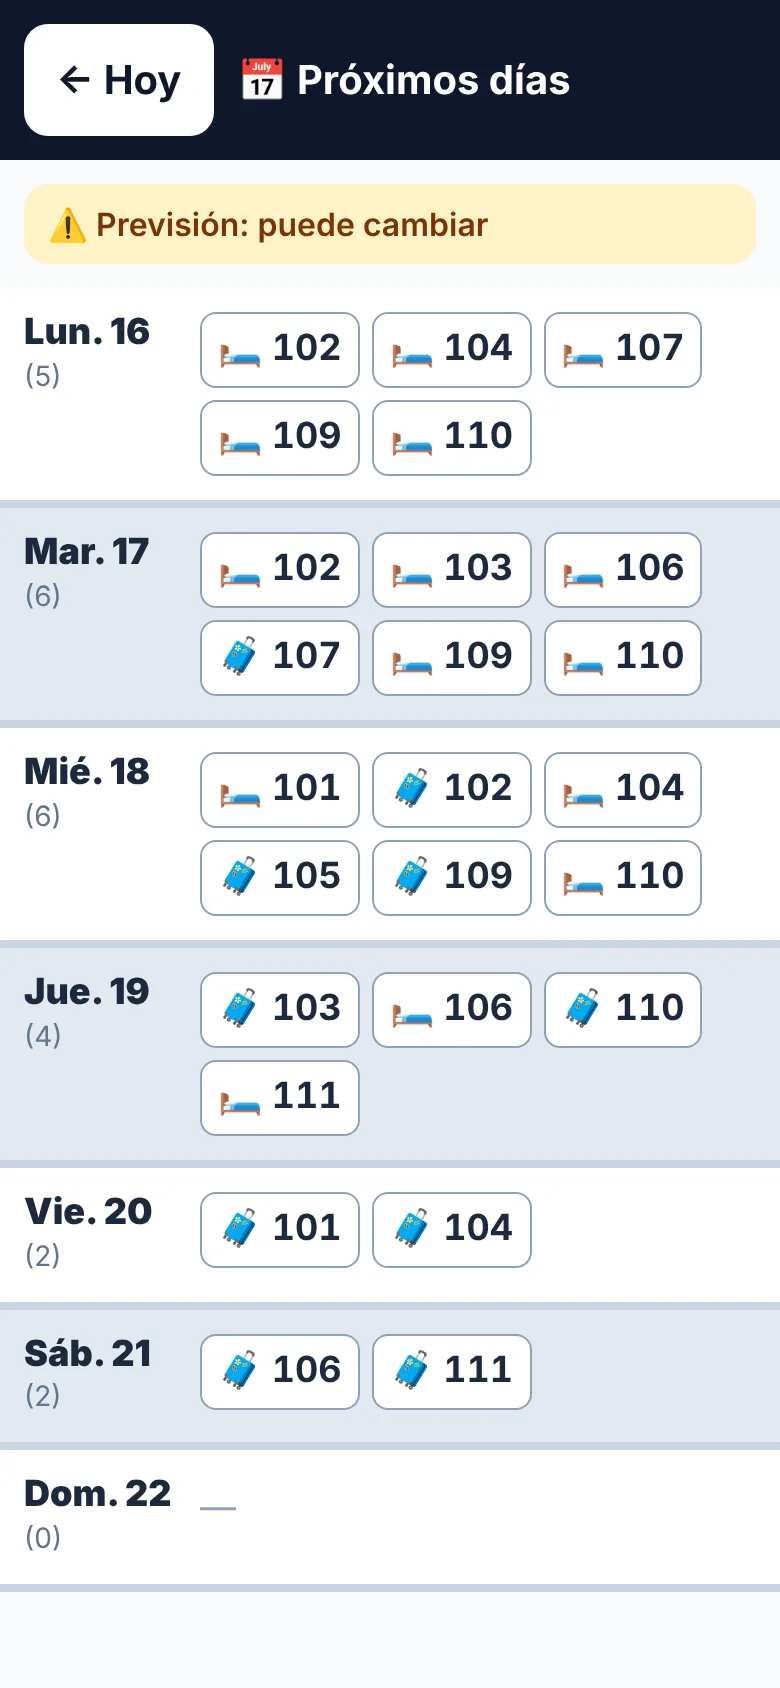 ← Hoy 📅 Próximos días
⚠️ Previsión: puede cambiar
Lun. 16 🛏️ 102 🛏️ 104 🛏️ 107
(5)
🛏️ 109 🛏️ 110
Mar. 17 🛏️ 102 🛏️ 103 🛏️ 106
(6)
🧳 107 🛏️ 109 🛏️ 110
Mié. 18 🛏️ 101 🧳 102 🛏️ 104
(6)
🧳 105 🧳 109 🛏️ 110
Jue. 19 🧳 103 🛏️ 106 🧳 110
(4)
🛏️ 111
Vie. 20 🧳 101 🧳 104
(2)
Sáb. 21 🧳 106 🧳 111
(2)
Dom. 22 —
(0)